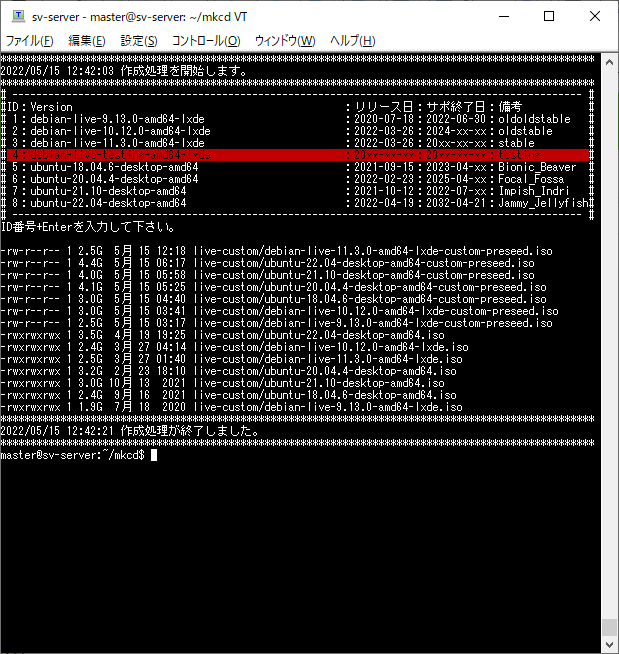 sv-server - master@sv-server: ~/mkcd VT
ファイル(F) 編集(E) 設定(S) コントロール(O) ウィンドウ(W) ヘルプ(H)
***********************************************************************************
2022/05/15 12:42:03 作成処理を開始します。
***********************************************************************************
# ------------------------------------------------------------------------------- #
#ID：Version                                      ：リリース日：サポ終了日：備考
# 1：debian-live-9.13.0-amd64-lxde                ：2020-07-18：2022-06-30：oldoldstable  #
# 2：debian-live-10.12.0-amd64-lxde               ：2022-03-26：2024-xx-xx：oldstable     #
# 3：debian-live-11.3.0-amd64-lxde                ：2022-03-26：20xx-xx-xx：stable        #
# 4：debian-live-testing-amd64-lxde               ：20xx-xx-xx：20xx-xx-xx：testing       #
# 5：ubuntu-18.04.6-desktop-amd64                 ：2021-09-15：2023-04-xx：Bionic_Beaver #
# 6：ubuntu-20.04.4-desktop-amd64                 ：2022-02-23：2025-04-xx：Focal_Fossa   #
# 7：ubuntu-21.10-desktop-amd64                   ：2021-10-12：2022-07-xx：Impish_Indri  #
# 8：ubuntu-22.04-desktop-amd64                   ：2022-04-19：2032-04-21：Jammy_Jellyfish#
# ------------------------------------------------------------------------------- #
ID番号+Enterを入力して下さい。
-rw-r--r-- 1 2.5G  5月 15 12:18 live-custom/debian-live-11.3.0-amd64-lxde-custom-preseed.iso
-rw-r--r-- 1 4.4G  5月 15 06:17 live-custom/ubuntu-22.04-desktop-amd64-custom-preseed.iso
-rw-r--r-- 1 4.0G  5月 15 05:58 live-custom/ubuntu-21.10-desktop-amd64-custom-preseed.iso
-rw-r--r-- 1 4.1G  5月 15 05:25 live-custom/ubuntu-20.04.4-desktop-amd64-custom-preseed.iso
-rw-r--r-- 1 3.0G  5月 15 04:40 live-custom/ubuntu-18.04.6-desktop-amd64-custom-preseed.iso
-rw-r--r-- 1 3.0G  5月 15 03:41 live-custom/debian-live-10.12.0-amd64-lxde-custom-preseed.iso
-rw-r--r-- 1 2.5G  5月 15 03:17 live-custom/debian-live-9.13.0-amd64-lxde-custom-preseed.iso
-rwxrwxrwx 1 3.5G  4月 19 19:25 live-custom/ubuntu-22.04-desktop-amd64.iso
-rwxrwxrwx 1 2.4G  3月 27 04:14 live-custom/debian-live-10.12.0-amd64-lxde.iso
-rwxrwxrwx 1 2.5G  3月 27 01:40 live-custom/debian-live-11.3.0-amd64-lxde.iso
-rwxrwxrwx 1 3.2G  2月 23 18:10 live-custom/ubuntu-20.04.4-desktop-amd64.iso
-rwxrwxrwx 1 3.0G 10月 13  2021 live-custom/ubuntu-21.10-desktop-amd64.iso
-rwxrwxrwx 1 2.4G  9月 16  2021 live-custom/ubuntu-18.04.6-desktop-amd64.iso
-rwxrwxrwx 1 1.9G  7月 18  2020 live-custom/debian-live-9.13.0-amd64-lxde.iso
***********************************************************************************
2022/05/15 12:42:21 作成処理が終了しました。
***********************************************************************************
master@sv-server:~/mkcd$